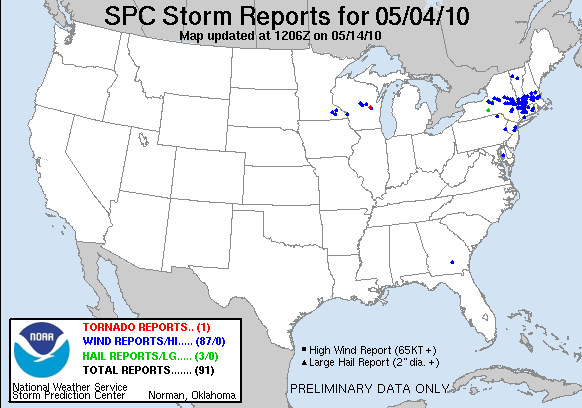 SPC Storm Reports for 05/04/10
Map updated at 1206Z on 05/14/10
NOAA
TORNADO REPORTS.. (1)
WIND REPORTS/HI..... (87/0)
HAIL REPORTS/LG..... (3/0)
TOTAL REPORTS....... (91)
National Weather Service
Storm Prediction Center Norman, Oklahoma
High Wind Report (65KT +)
Large Hail Report (2" dia. +)
PRELIMINARY DATA ONLY